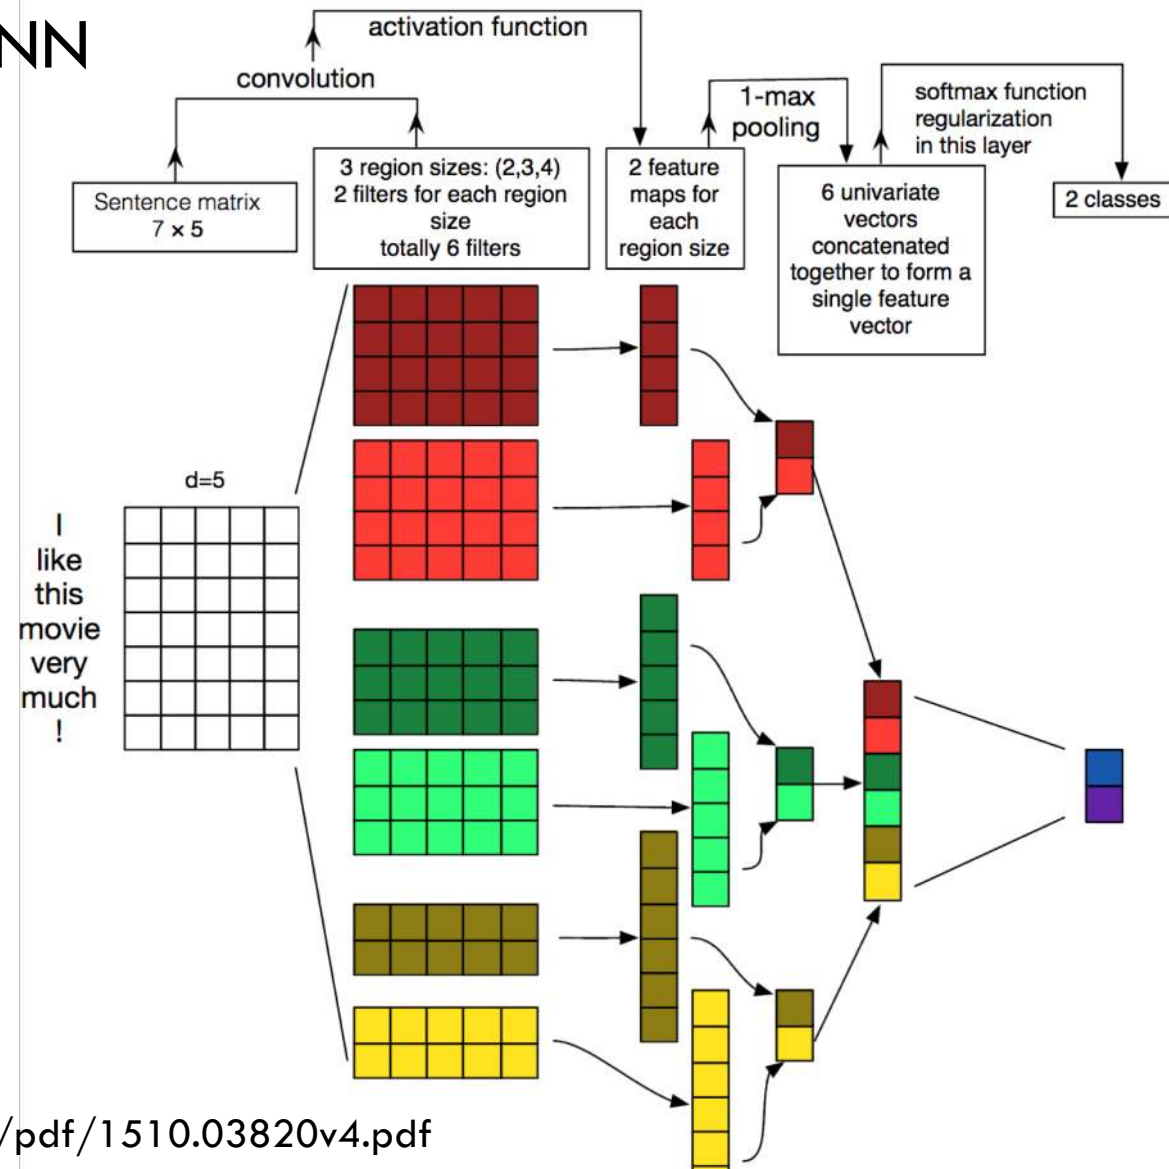 NN
activation function
convolution
1-max
pooling
softmax function
regularization
in this layer
Sentence matrix
7 × 5
3 region sizes: (2,3,4)
2 filters for each region
size
totally 6 filters
2 feature
maps for
each
region size
6 univariate
vectors
concatenated
together to form a
single feature
vector
2 classes
d=5
I
like
this
movie
very
much
!
/pdf/1510.03820v4.pdf